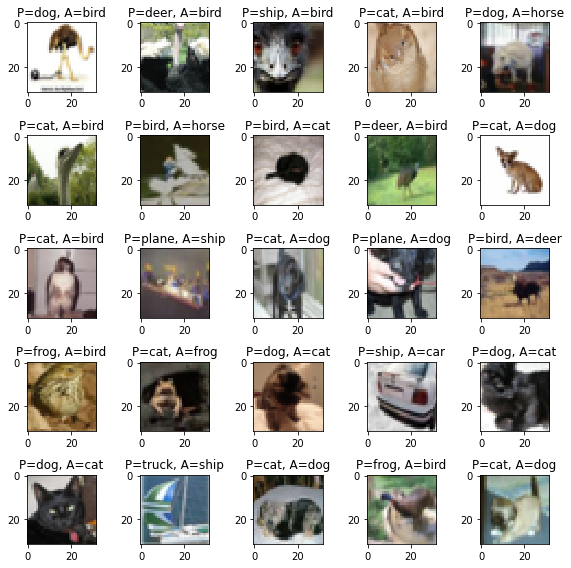 P=dog, A=bird P=deer, A=bird P=ship, A=bird P=cat, A=bird P=dog, A=horse
0 0 0 0 0
20 20 20 20 20
0 20 0 20 0 20 0 20 0 20
P=cat, A=bird P=bird, A=horse P=bird, A=cat P=deer, A=bird P=cat, A=dog
0 0 0 0 0
20 20 20 20 20
0 20 0 20 0 20 0 20 0 20
P=cat, A=bird P=plane, A=ship P=cat, A=dog P=plane, A=dog P=bird, A=deer
0 0 0 0 0
20 20 20 20 20
0 20 0 20 0 20 0 20 0 20
P=frog, A=bird P=cat, A=frog P=dog, A=cat P=ship, A=car P=dog, A=cat
0 0 0 0 0
20 20 20 20 20
0 20 0 20 0 20 0 20 0 20
P=dog, A=cat P=truck, A=ship P=cat, A=dog P=frog, A=bird P=cat, A=dog
0 0 0 0 0
20 20 20 20 20
0 20 0 20 0 20 0 20 0 20